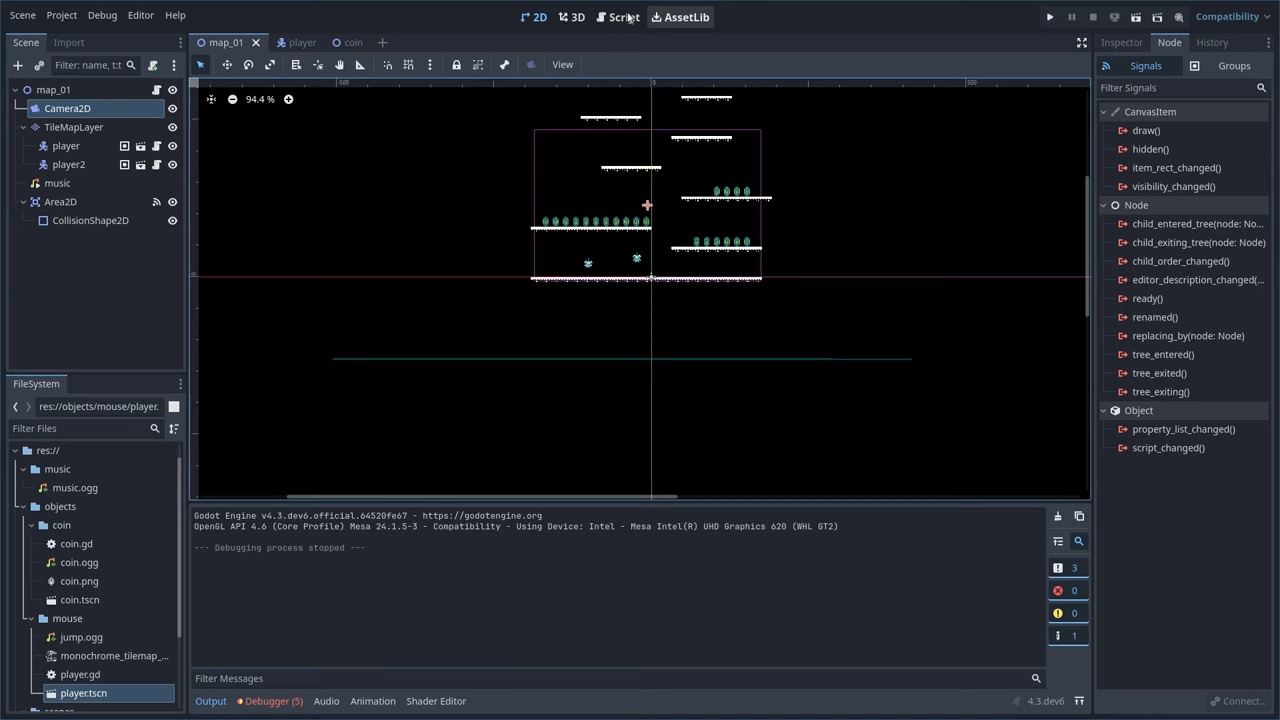 Scene Project Debug Editor Help
2D 3D Script AssetLib
Compatibility
Scene Import
map_01 player coin
Inspector Node History
Filter: name, t:t
View
Signals Groups
Filter Signals
map_01
Camera2D
TileMapLayer
player
player2
music
Area2D
CollisionShape2D
-500 0 500
94.4 %
0
CanvasItem
draw()
hidden()
item_rect_changed()
visibility_changed()
Node
child_entered_tree(node: No...
child_exiting_tree(node: Node)
child_order_changed()
editor_description_changed(...
ready()
renamed()
replacing_by(node: Node)
tree_entered()
tree_exited()
tree_exiting()
Object
property_list_changed()
script_changed()
FileSystem
res://objects/mouse/player.
Filter Files
res://
music
music.ogg
objects
coin
coin.gd
coin.ogg
coin.png
coin.tscn
mouse
jump.ogg
monochrome_tilemap_...
player.gd
player.tscn
Godot Engine v4.3.dev6.official.64520fe67 - https://godotengine.org
OpenGL API 4.6 (Core Profile) Mesa 24.1.5-3 - Compatibility - Using Device: Intel - Mesa Intel(R) UHD Graphics 620 (WHL GT2)
--- Debugging process stopped ---
3
0
0
1
Filter Messages
Output Debugger (5) Audio Animation Shader Editor
4.3.dev6
Connect...